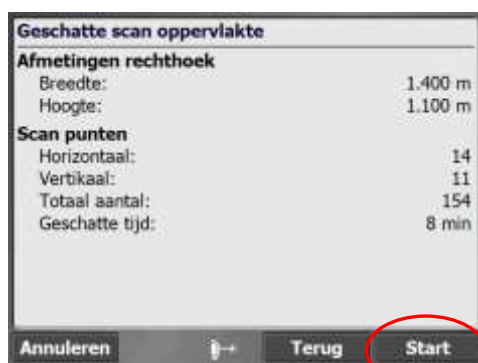 Geschatte scan oppervlakte
Afmetingen rechthoek
Breedte: 1.400 m
Hoogte: 1.100 m
Scan punten
Horizontaal: 14
Vertikaal: 11
Totaal aantal: 154
Geschatte tijd: 8 min
Annuleren Terug Start